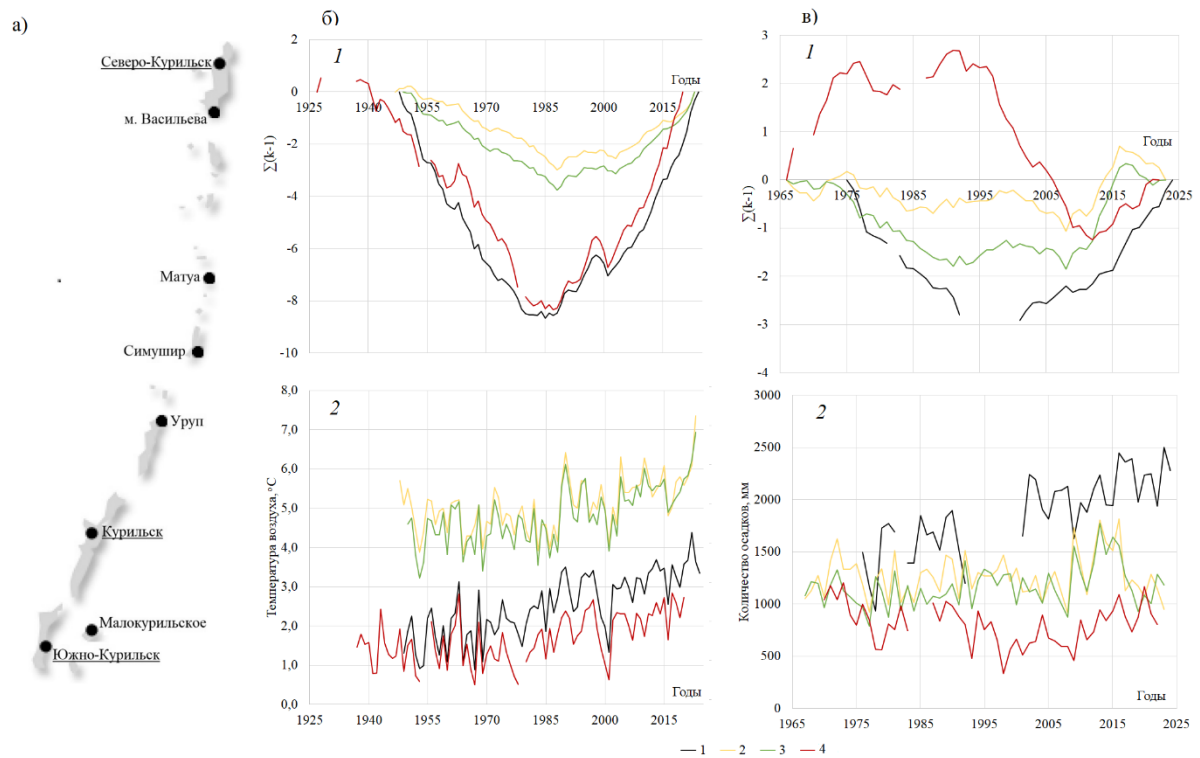 а)
Северо-Курильск
м. Васильева
Матуа
Симушир
Уруп
Курильск
Малокурильское
Южно-Курильск
б)
1
2
0
-2
-4
-6
-8
-10
∑(k-1)
Годы
1925 1940 1955 1970 1985 2000 2015
2
8,0
7,0
6,0
5,0
4,0
3,0
2,0
1,0
0,0
Температура воздуха, °С
Годы
1925 1940 1955 1970 1985 2000 2015
в)
1
3
2
1
0
-1
-2
-3
-4
∑(k-1)
Годы
1965 1975 1985 1995 2005 2015 2025
2
3000
2500
2000
1500
1000
500
0
Количество осадков, мм
Годы
1965 1975 1985 1995 2005 2015 2025
1 2 3 4